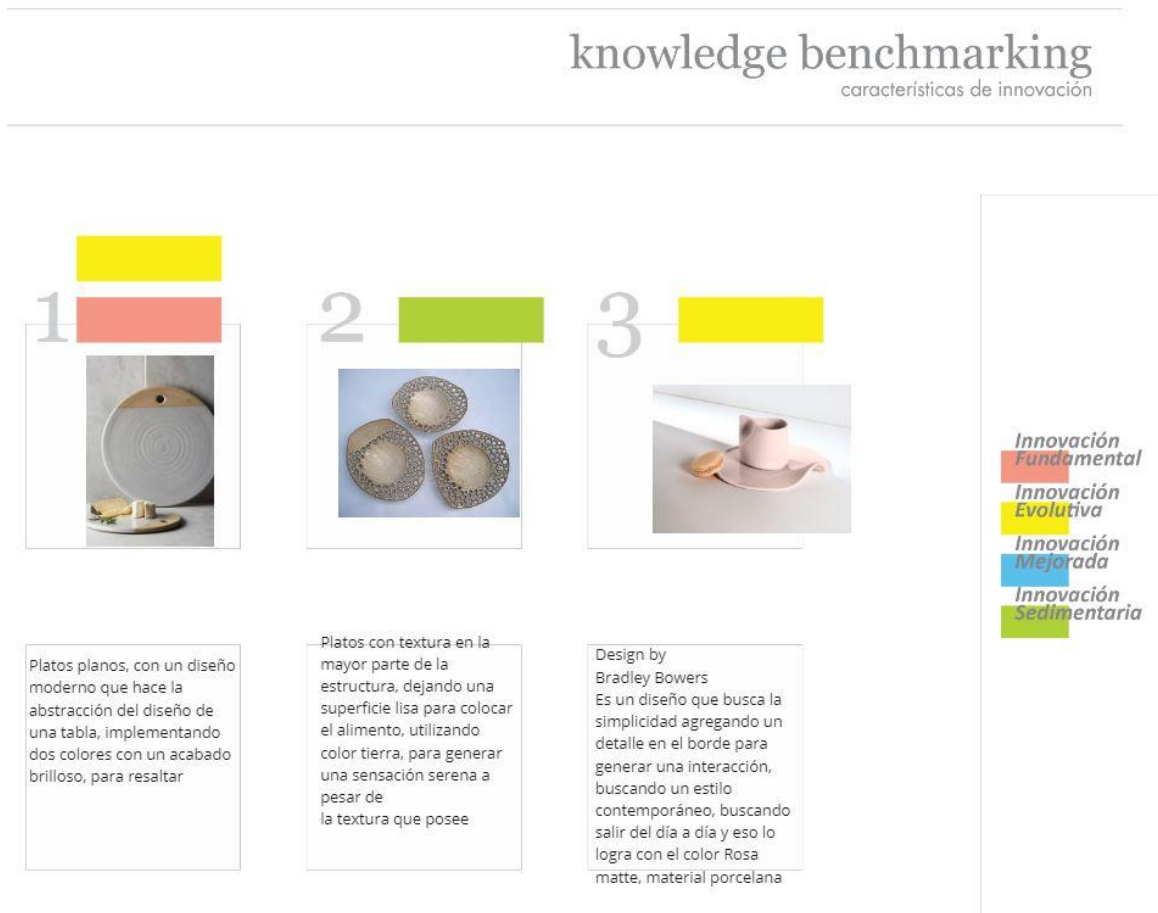 knowledge benchmarking
características de innovación
1
2
3
Platos planos, con un diseño
moderno que hace la
abstracción del diseño de
una tabla, implementando
dos colores con un acabado
brilloso, para resaltar
Platos con textura en la
mayor parte de la
estructura, dejando una
superficie lisa para colocar
el alimento, utilizando
color tierra, para generar
una sensación serena a
pesar de
la textura que posee
Design by
Bradley Bowers
Es un diseño que busca la
simplicidad agregando un
detalle en el borde para
generar una interacción,
buscando un estilo
contemporáneo, buscando
salir del día a día y eso lo
logra con el color Rosa
matte, material porcelana
Innovación
Fundamental
Innovación
Evolutiva
Innovación
Mejorada
Innovación
Sedimentaria